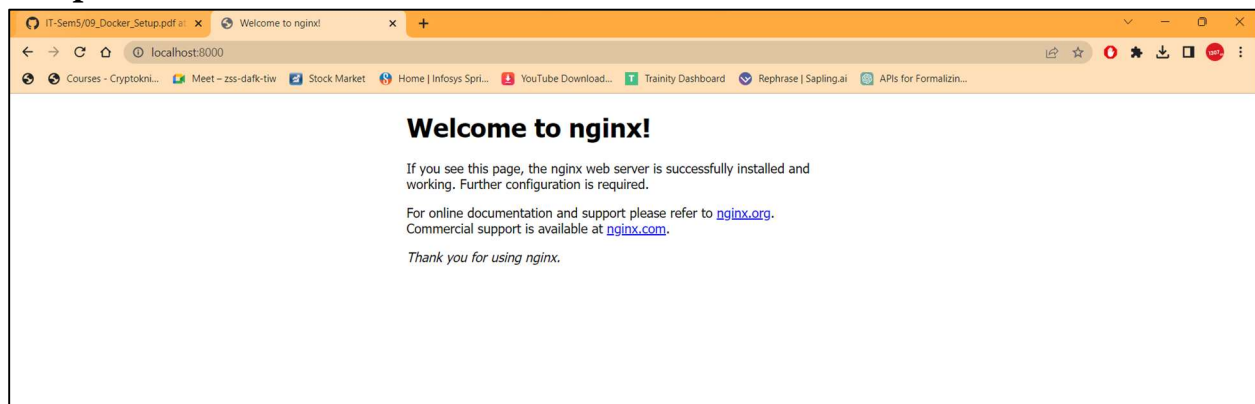 IT-Sem5/09_Docker_Setup.pdf at
Welcome to nginx!
localhost:8000
Courses - Cryptokni...
Meet – zss-dafk-tiw
Stock Market
Home | Infosys Spri...
YouTube Download...
Trainity Dashboard
Rephrase | Sapling.ai
APIs for Formalizin...
Welcome to nginx!
If you see this page, the nginx web server is successfully installed and
working. Further configuration is required.
For online documentation and support please refer to nginx.org.
Commercial support is available at nginx.com.
Thank you for using nginx.